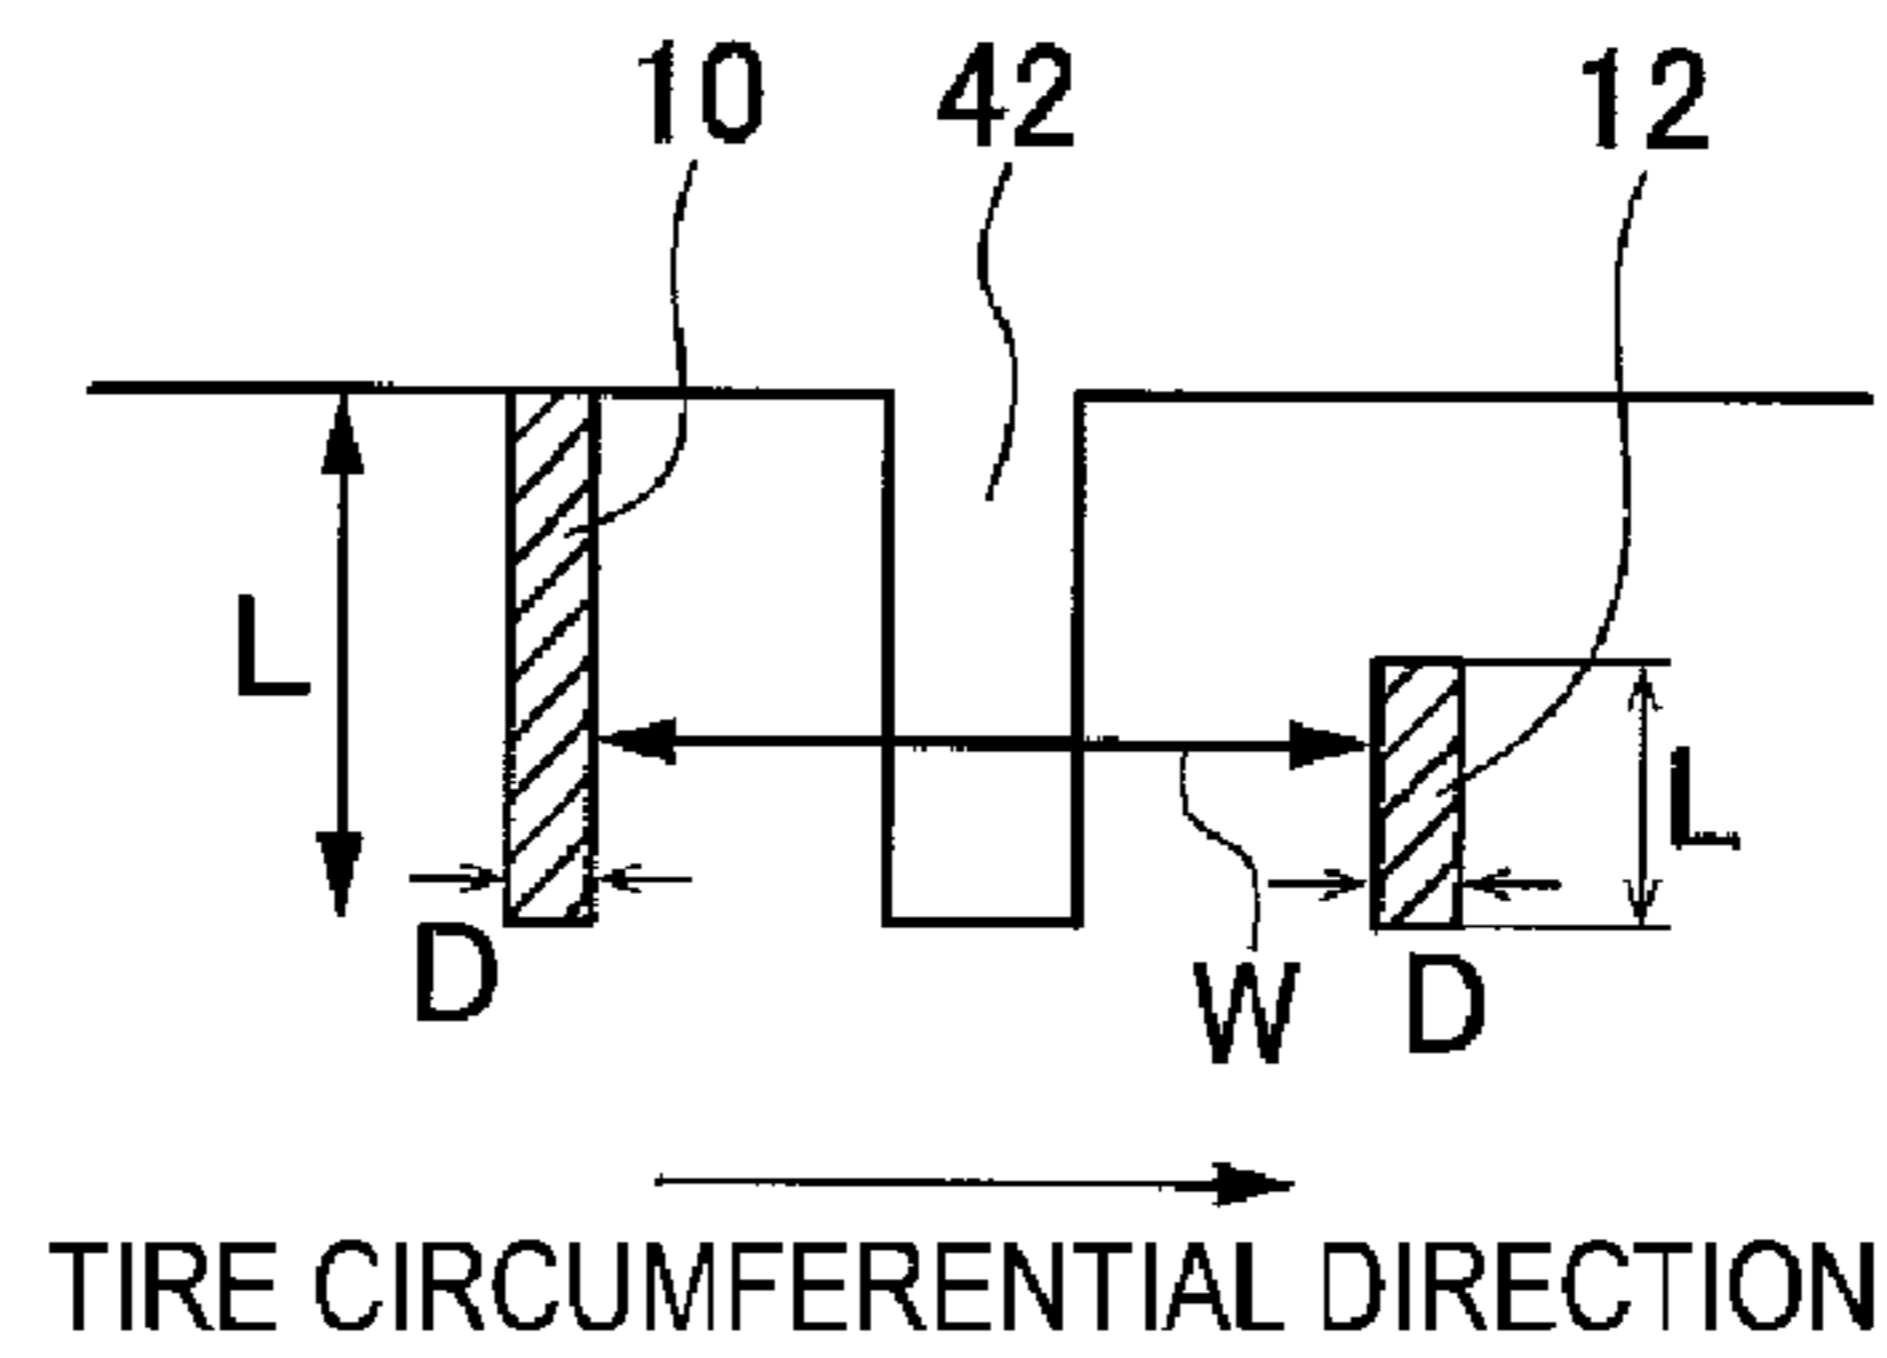 10 42 12
L
L
D
W D
TIRE CIRCUMFERENTIAL DIRECTION